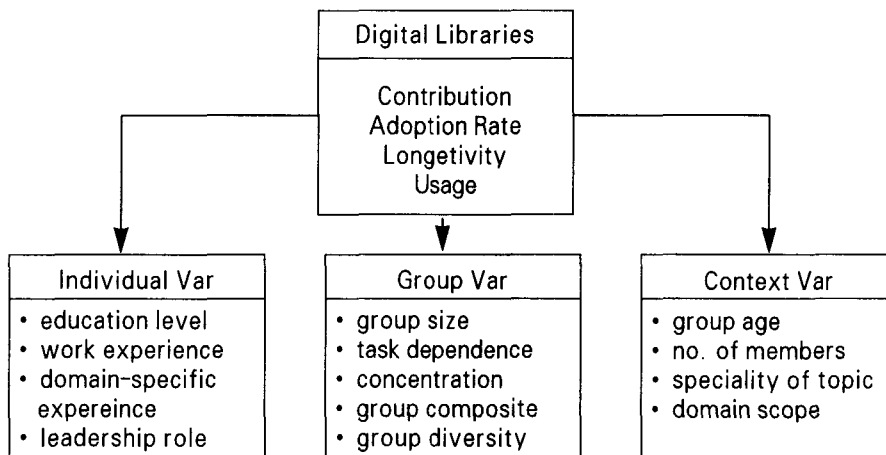 Digital Libraries
Contribution
Adoption Rate
Longetivity
Usage
Individual Var
• education level
• work experience
• domain-specific
expereince
• leadership role
Group Var
• group size
• task dependence
• concentration
• group composite
• group diversity
Context Var
• group age
• no. of members
• speciality of topic
• domain scope